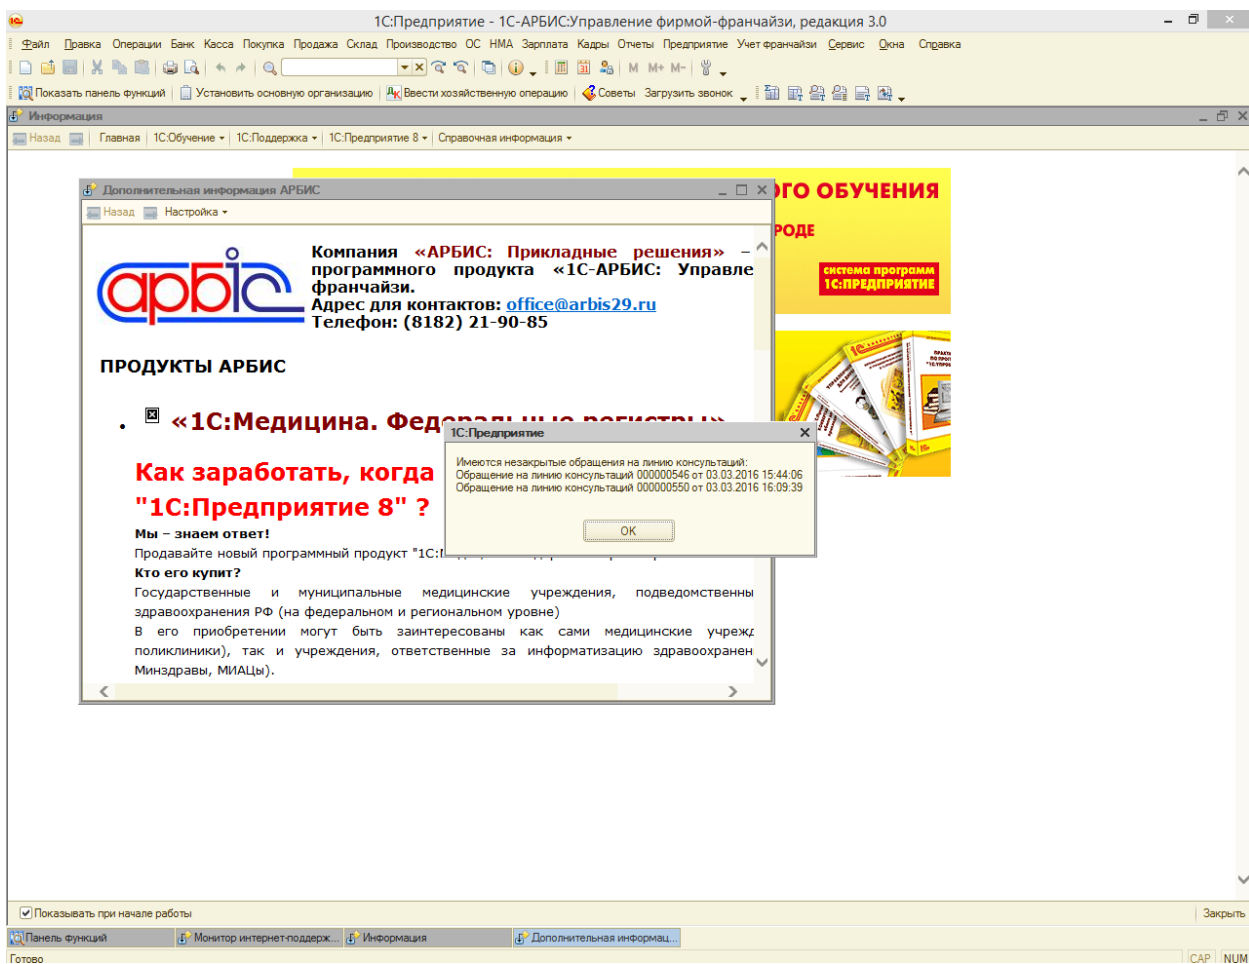 1С:Предприятие - 1С-АРБИС:Управление фирмой-франчайзи, редакция 3.0
Файл Правка Операции Банк Касса Покупка Продажа Склад Производство ОС НМА Зарплата Кадры Отчеты Предприятие Учет франчайзи Сервис Окна Справка
M M+ M-
Показать панель функций Установить основную организацию Ввести хозяйственную операцию Советы Загрузить звонок
Информация
Назад Главная 1С:Обучение 1С:Поддержка 1С:Предприятие 8 Справочная информация
ОГО ОБУЧЕНИЯ
РОДЕ
система программ
1С:ПРЕДПРИЯТИЕ
Дополнительная информация АРБИС
Назад Настройка
арбіс
Компания «АРБИС: Прикладные решения» –
программного продукта «1С-АРБИС: Управле
франчайзи.
Адрес для контактов: office@arbis29.ru
Телефон: (8182) 21-90-85
ПРОДУКТЫ АРБИС
«1С:Медицина. Федеральные регистры»
Как заработать, когда
"1С:Предприятие 8" ?
Мы – знаем ответ!
Продавайте новый программный продукт "1С:
Кто его купит?
Государственные и муниципальные медицинские учреждения, подведомственны
здравоохранения РФ (на федеральном и региональном уровне)
В его приобретении могут быть заинтересованы как сами медицинские учрежд
поликлиники), так и учреждения, ответственные за информатизацию здравоохранен
Минздравы, МИАЦы).
1С:Предприятие
Имеются незакрытые обращения на линию консультаций:
Обращение на линию консультаций 000000546 от 03.03.2016 15:44:06
Обращение на линию консультаций 000000550 от 03.03.2016 16:09:39
OK
Показывать при начале работы Закрыть
Панель функций Монитор интернет-поддерж... Информация Дополнительная информац...
Готово CAP NUM